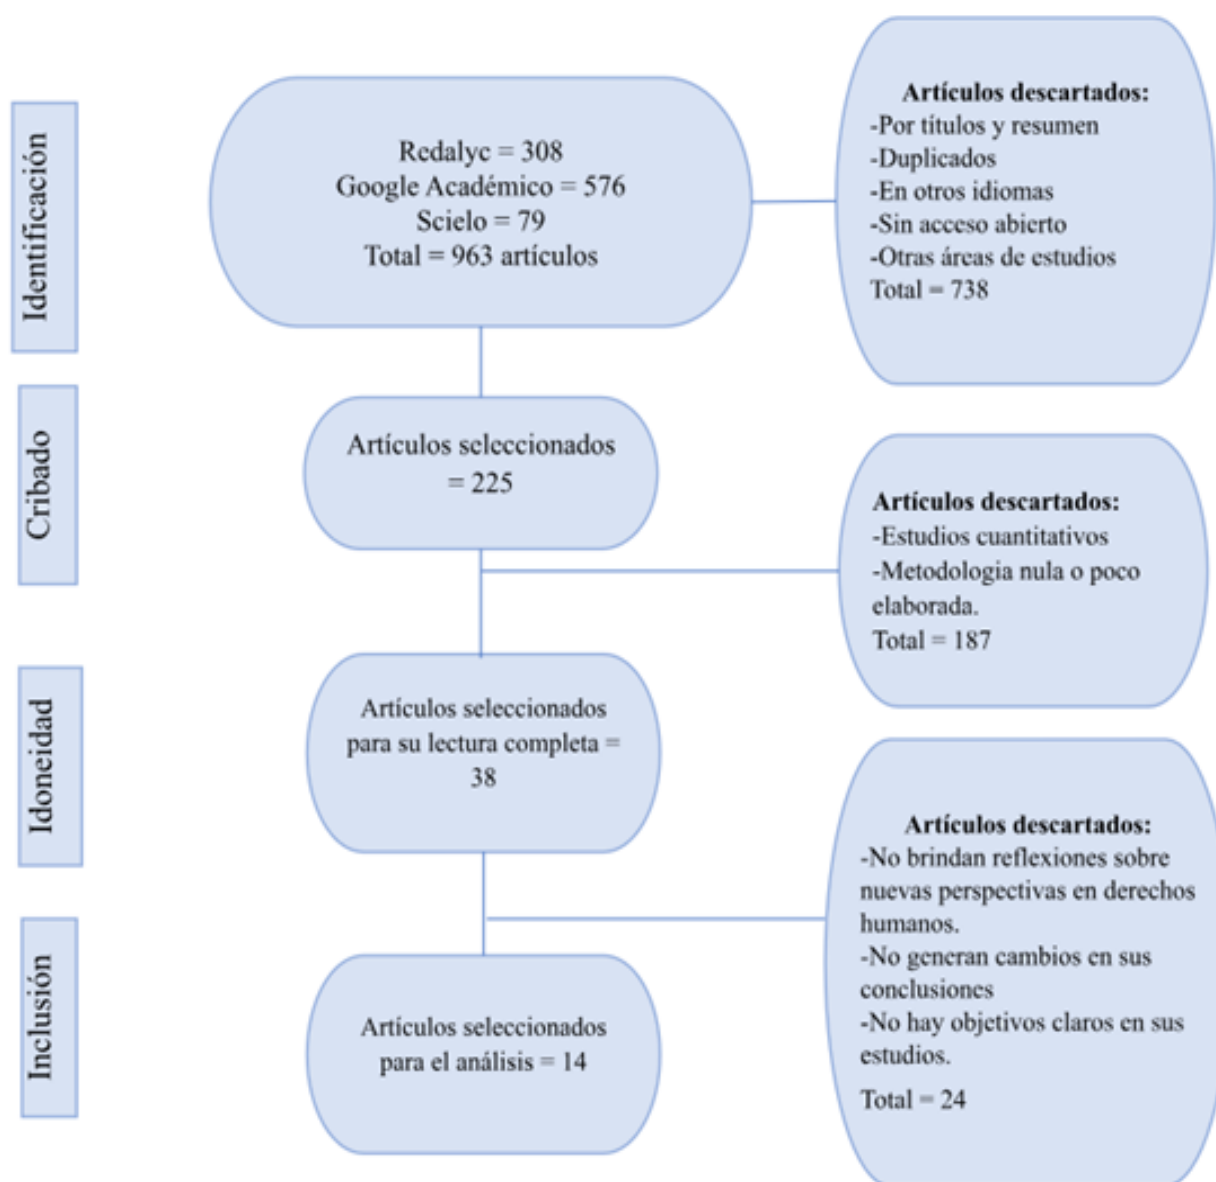 Identificación
Redalyc = 308
Google Académico = 576
Scielo = 79
Total = 963 artículos
Artículos descartados:
-Por títulos y resumen
-Duplicados
-En otros idiomas
-Sin acceso abierto
-Otras áreas de estudios
Total = 738
Cribado
Artículos seleccionados
= 225
Artículos descartados:
-Estudios cuantitativos
-Metodologia nula o poco
elaborada.
Total = 187
Idoneidad
Artículos seleccionados
para su lectura completa =
38
Artículos descartados:
-No brindan reflexiones sobre
nuevas perspectivas en derechos
humanos.
-No generan cambios en sus
conclusiones
-No hay objetivos claros en sus
estudios.
Total = 24
Inclusión
Artículos seleccionados
para el análisis = 14